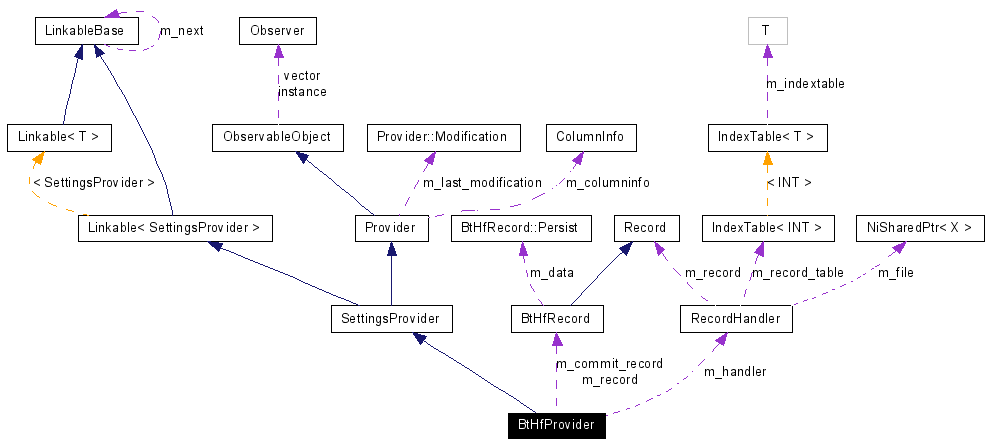 LinkableBase
m_next
Observer
T
vector
instance
m_indextable
Linkable< T >
ObservableObject
Provider::Modification
ColumnInfo
IndexTable< T >
< SettingsProvider >
m_last_modification
m_columninfo
< INT >
Linkable< SettingsProvider >
Provider
BtHfRecord::Persist
Record
IndexTable< INT >
NiSharedPtr< X >
m_data
m_record
m_record_table
m_file
SettingsProvider
BtHfRecord
RecordHandler
m_commit_record
m_record
m_handler
BtHfProvider